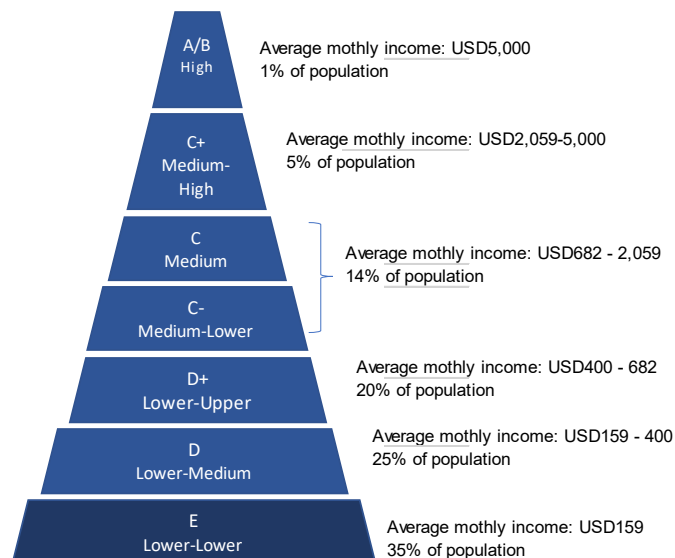 A/B
High
Average mothly income: USD5,000
1% of population
C+
Medium-
High
Average mothly income: USD2,059-5,000
5% of population
C
Medium
C-
Medium-Lower
Average mothly income: USD682 - 2,059
14% of population
D+
Lower-Upper
Average mothly income: USD400 - 682
20% of population
D
Lower-Medium
Average mothly income: USD159 - 400
25% of population
E
Lower-Lower
Average mothly income: USD159
35% of population